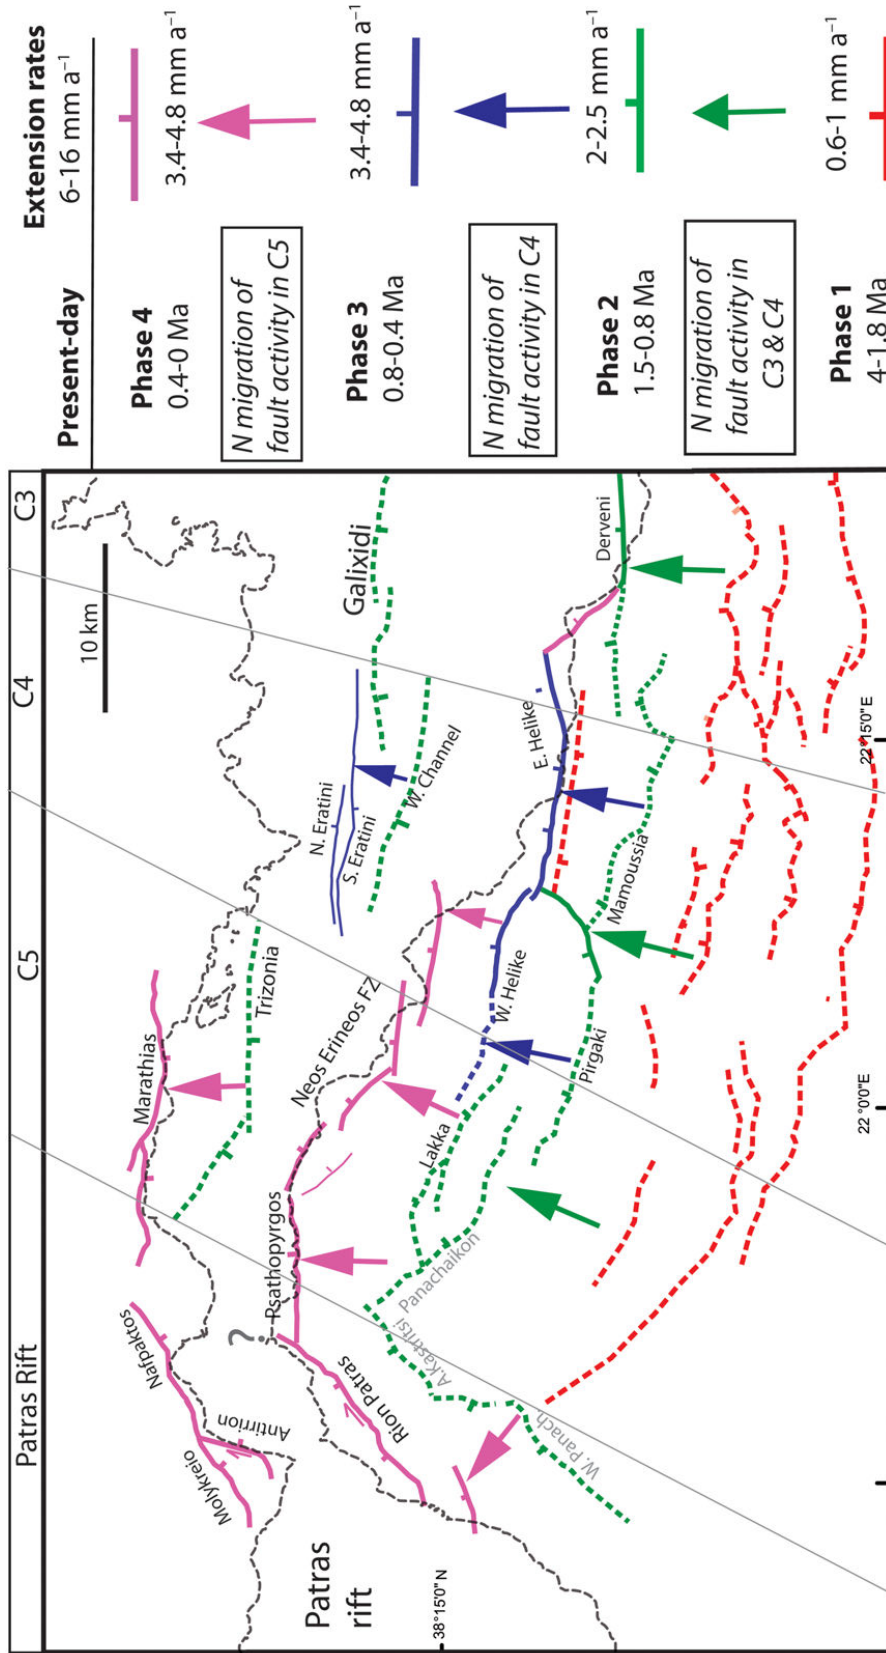 Patras Rift
C5
C4
C3
10 km
Marathias
Trizonia
Nafpaktos
Antirrion
Molykreio
Psathopyrgos
?
Rion Patras
Patras
rift
Neos Erineos FZ
N. Eratini
S. Eratini
W. Channel
Galixidi
Derveni
E. Helike
W. Helike
Mamoussia
Pirgaki
Lakka
Panachaikon
A.Kastritsi
W. Panach
38°15'0" N
22 °0'0"E
22°15'0" E
Extension rates
Present-day
6-16 mm a⁻¹
Phase 4
0.4-0 Ma
3.4-4.8 mm a⁻¹
N migration of
fault activity in C5
Phase 3
0.8-0.4 Ma
3.4-4.8 mm a⁻¹
N migration of
fault activity in C4
Phase 2
1.5-0.8 Ma
2-2.5 mm a⁻¹
N migration of
fault activity in
C3 & C4
Phase 1
4-1.8 Ma
0.6-1 mm a⁻¹